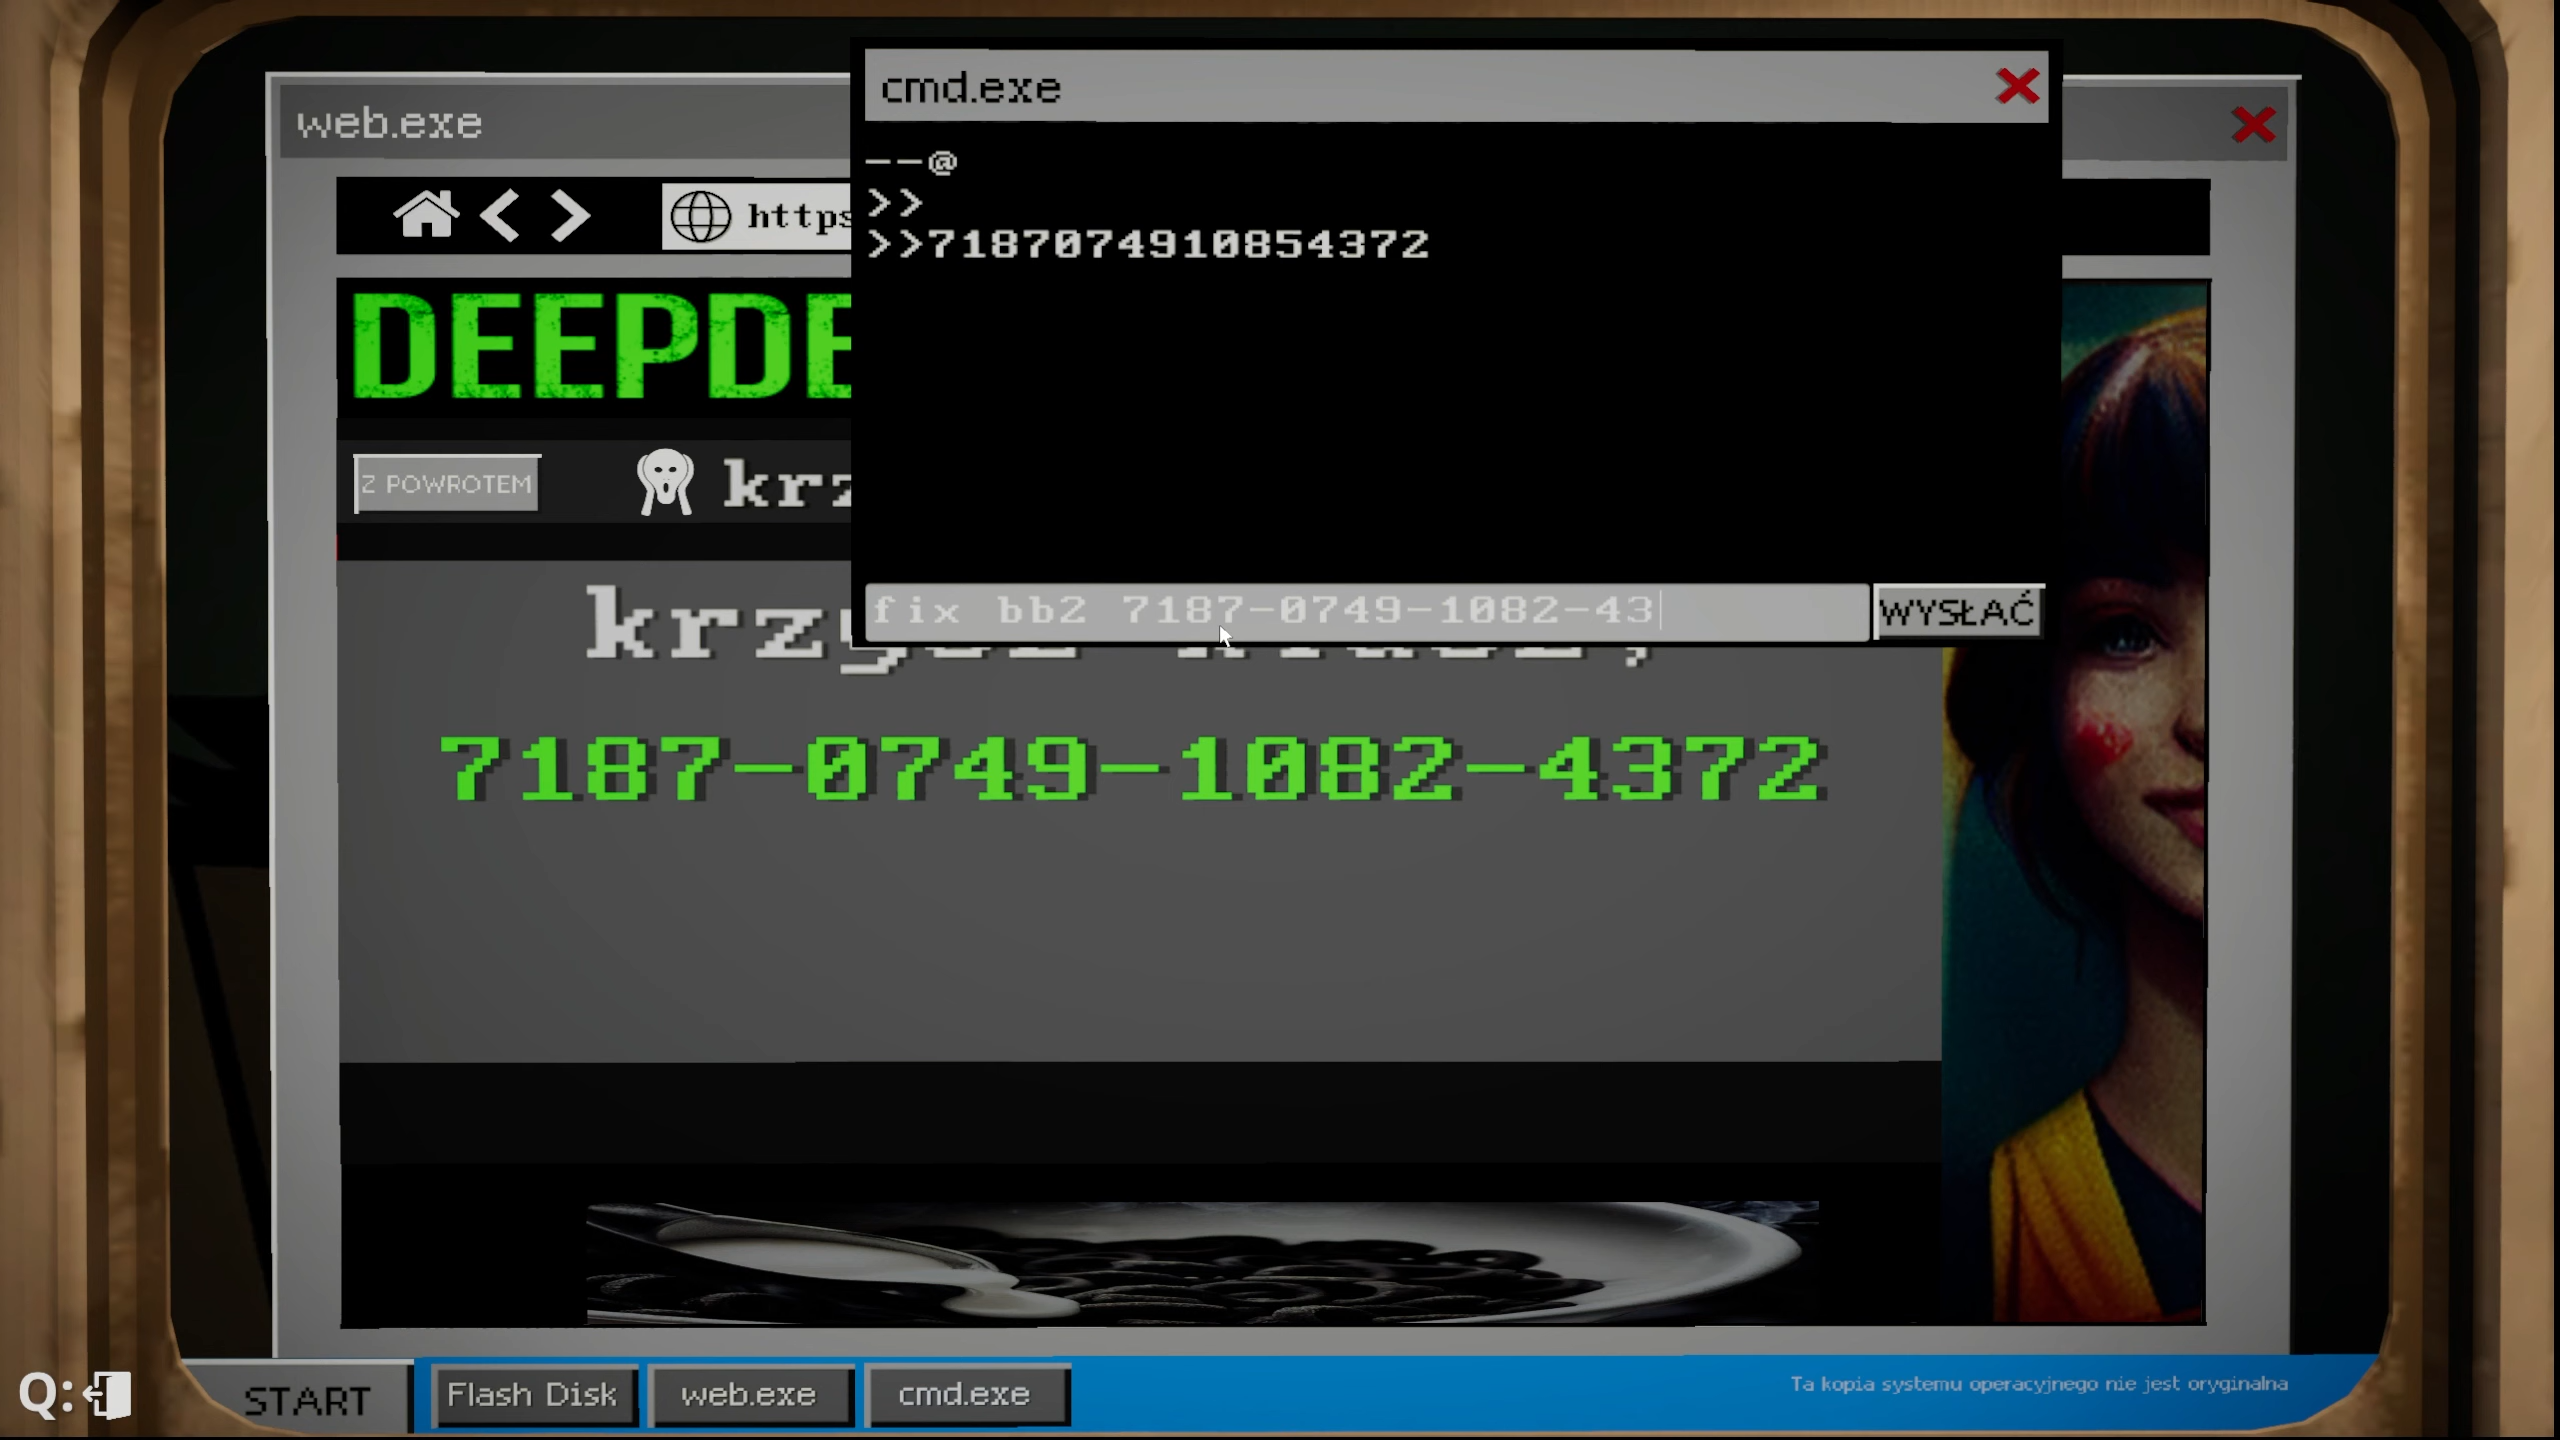 cmd.exe
web.exe
--@
>>
>>7187074910854372
https
DEEPDE
Z POWROTEM
krz
fix bb2 7187-0749-1082-43
WYSŁAĆ
7187-0749-1082-4372
Q:
START
Flash Disk
web.exe
cmd.exe
Ta kopia systemu operacyjnego nie jest oryginalna